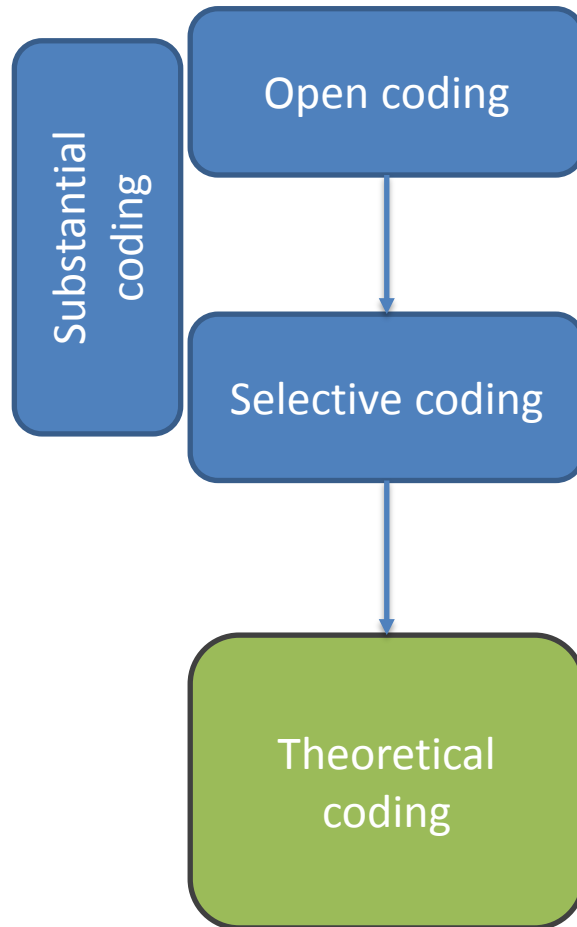 Open coding
Substantial
coding
Selective coding
Theoretical
coding